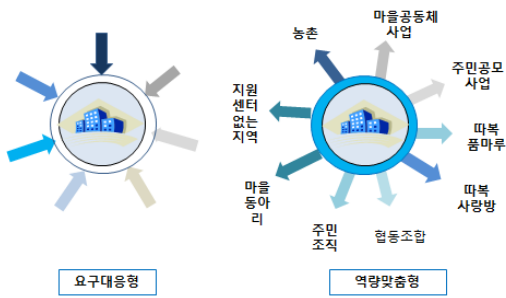 농촌
마을공동체
사업
주민공모
사업
따복
품마루
따복
사랑방
협동조합
주민
조직
마을
동아
리
지원
센터
없는
지역
요구대응형
역량맞춤형